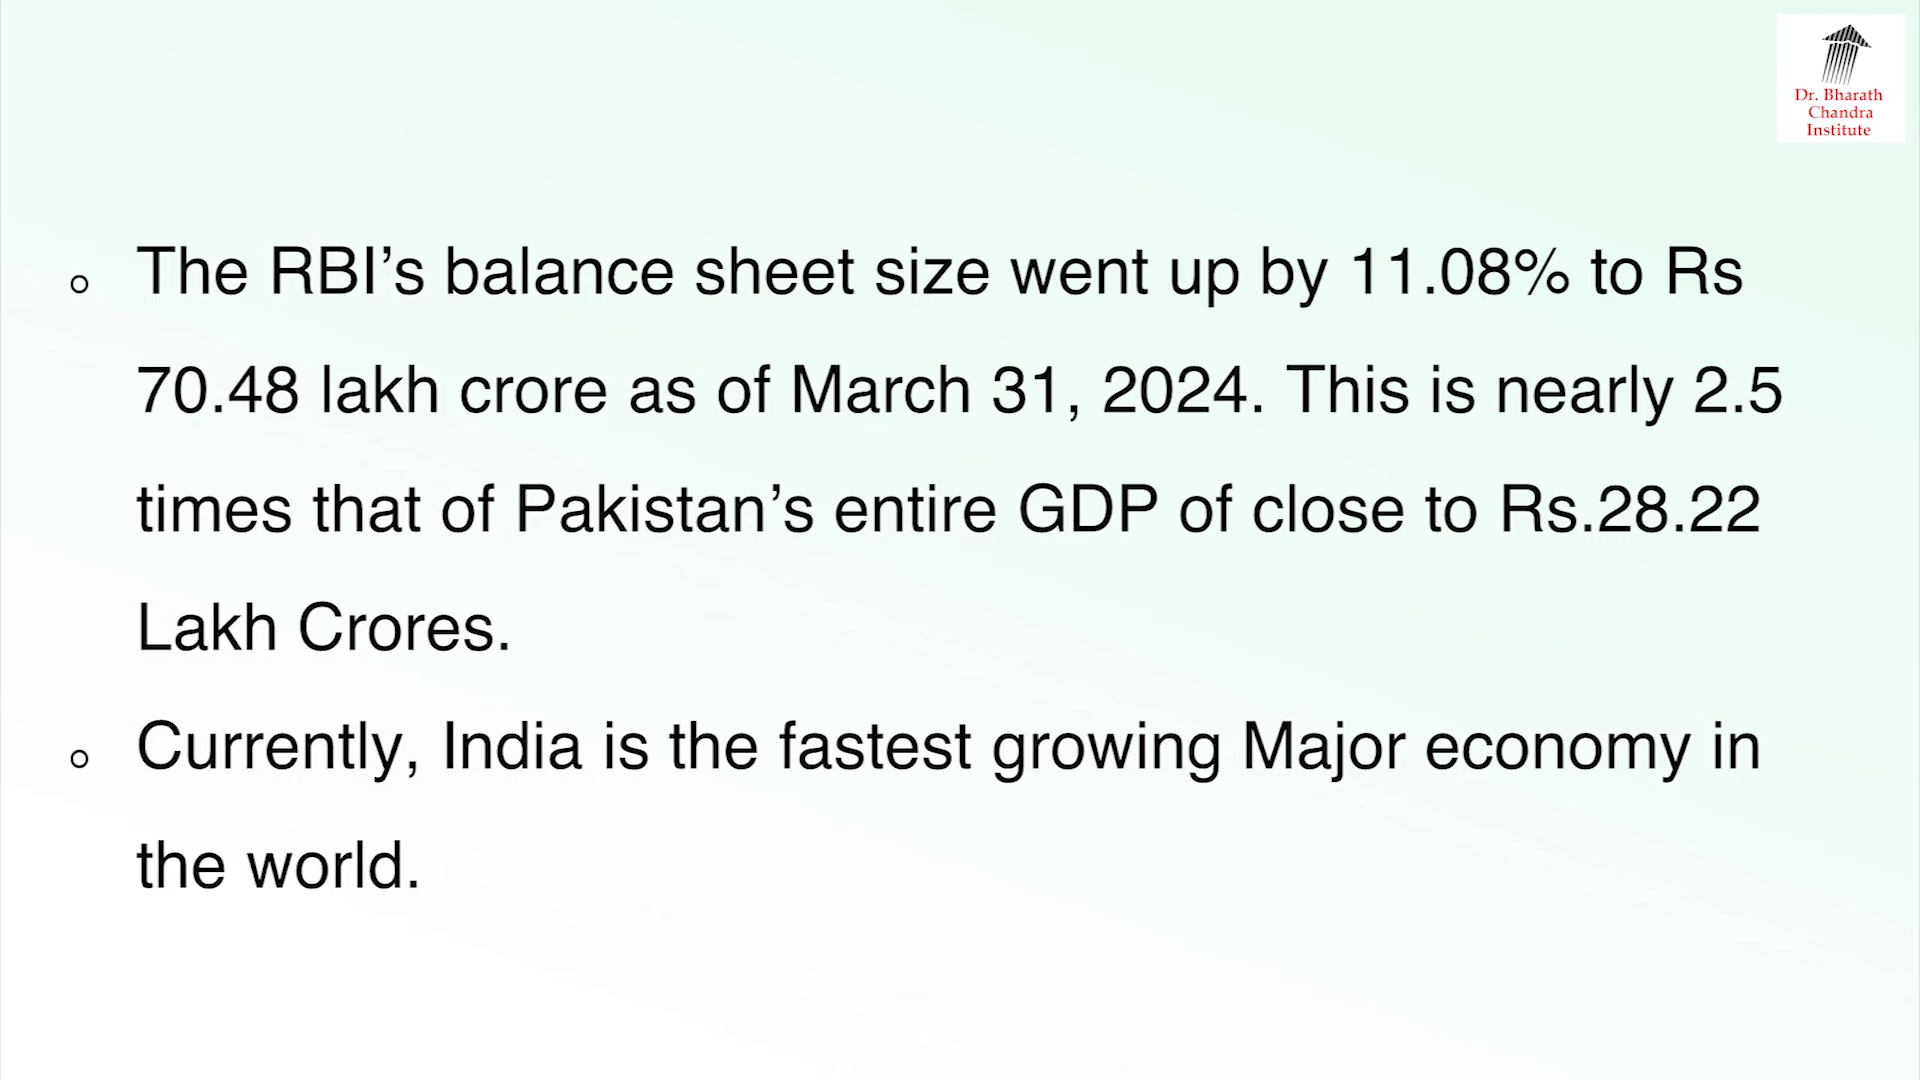 Dr. Bharath
Chandra
Institute
The RBI’s balance sheet size went up by 11.08% to Rs
70.48 lakh crore as of March 31, 2024. This is nearly 2.5
times that of Pakistan’s entire GDP of close to Rs.28.22
Lakh Crores.
Currently, India is the fastest growing Major economy in
the world.